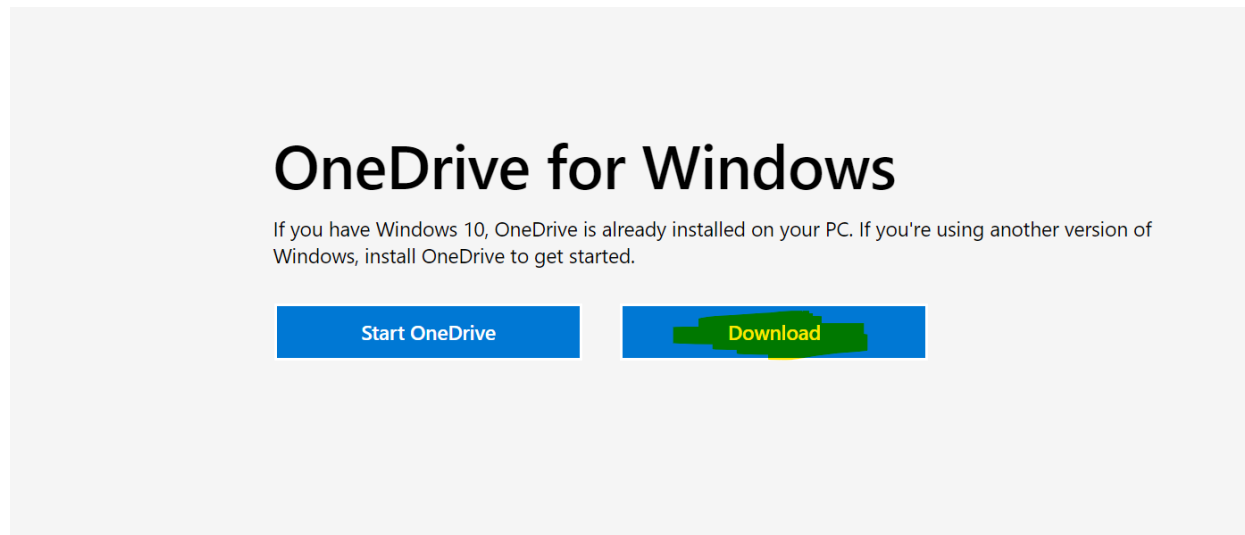 OneDrive for Windows
If you have Windows 10, OneDrive is already installed on your PC. If you're using another version of
Windows, install OneDrive to get started.
Start OneDrive
Download